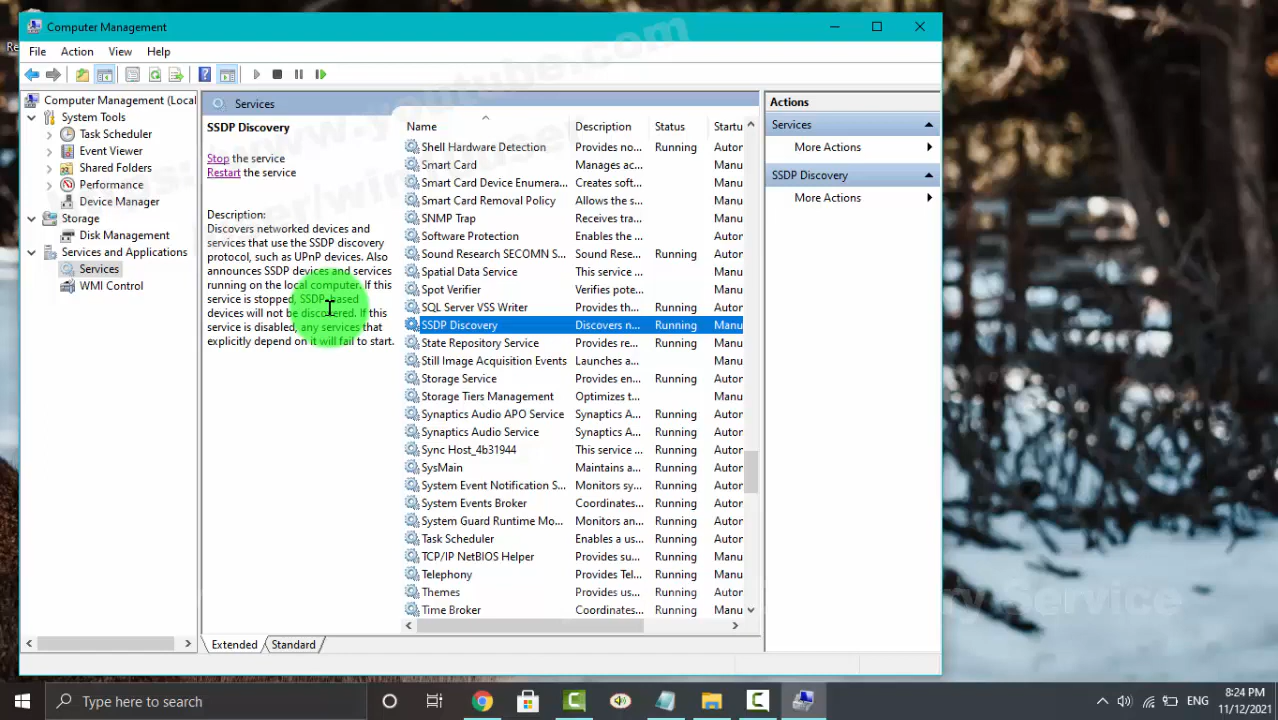 Computer Management
File Action View Help
Computer Management (Local
System Tools
Task Scheduler
Event Viewer
Shared Folders
Performance
Device Manager
Storage
Disk Management
Services and Applications
Services
WMI Control
Services
SSDP Discovery
Stop the service
Restart the service
Description:
Discovers networked devices and
services that use the SSDP discovery
protocol, such as UPnP devices. Also
announces SSDP devices and services
running on the local computer. If this
service is stopped, SSDP-based
devices will not be discovered. If this
service is disabled, any services that
explicitly depend on it will fail to start.
Name Description Status Startu
Shell Hardware Detection Provides no... Running Autor
Smart Card Manages ac... Manu
Smart Card Device Enumera... Creates soft... Manu
Smart Card Removal Policy Allows the s... Manu
SNMP Trap Receives tra... Manu
Software Protection Enables the ... Autor
Sound Research SECOMN S... Sound Rese... Running Autor
Spatial Data Service This service ... Manu
Spot Verifier Verifies pote... Manu
SQL Server VSS Writer Provides th... Running Autor
SSDP Discovery Discovers n... Running Manu
State Repository Service Provides re... Running Autor
Still Image Acquisition Events Launches a... Manu
Storage Service Provides en... Running Autor
Storage Tiers Management Optimizes t... Manu
Synaptics Audio APO Service Synaptics A... Running Autor
Synaptics Audio Service Synaptics A... Running Autor
Sync Host_4b31944 This service ... Running Autor
SysMain Maintains a... Running Autor
System Event Notification S... Monitors sy... Running Autor
System Events Broker Coordinates... Running Autor
System Guard Runtime Mo... Monitors an... Running Autor
Task Scheduler Enables a us... Running Autor
TCP/IP NetBIOS Helper Provides su... Running Manu
Telephony Provides Tel... Running Manu
Themes Provides us... Running Autor
Time Broker Coordinates... Running Manu
Extended Standard
Actions
Services
More Actions
SSDP Discovery
More Actions
Type here to search
ENG
8:24 PM
11/12/2021